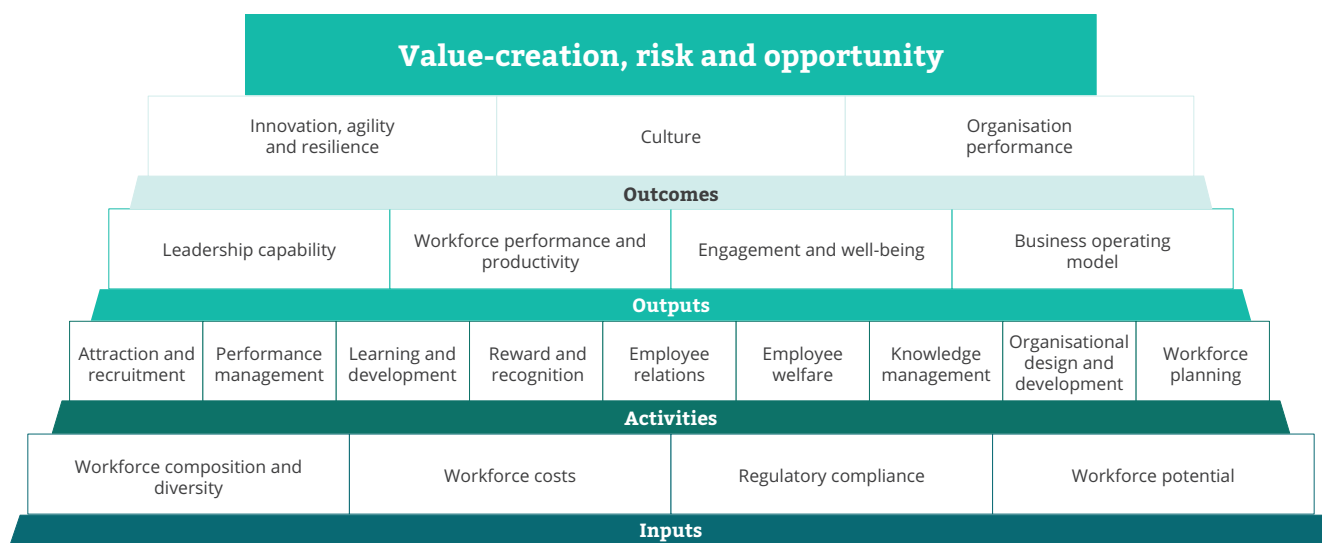 Value-creation, risk and opportunity
Innovation, agility
and resilience
Culture
Organisation
performance
Outcomes
Leadership capability
Workforce performance and
productivity
Engagement and well-being
Business operating
model
Outputs
Attraction and
recruitment
Performance
management
Learning and
development
Reward and
recognition
Employee
relations
Employee
welfare
Knowledge
management
Organisational
design and
development
Workforce
planning
Activities
Workforce composition and
diversity
Workforce costs
Regulatory compliance
Workforce potential
Inputs